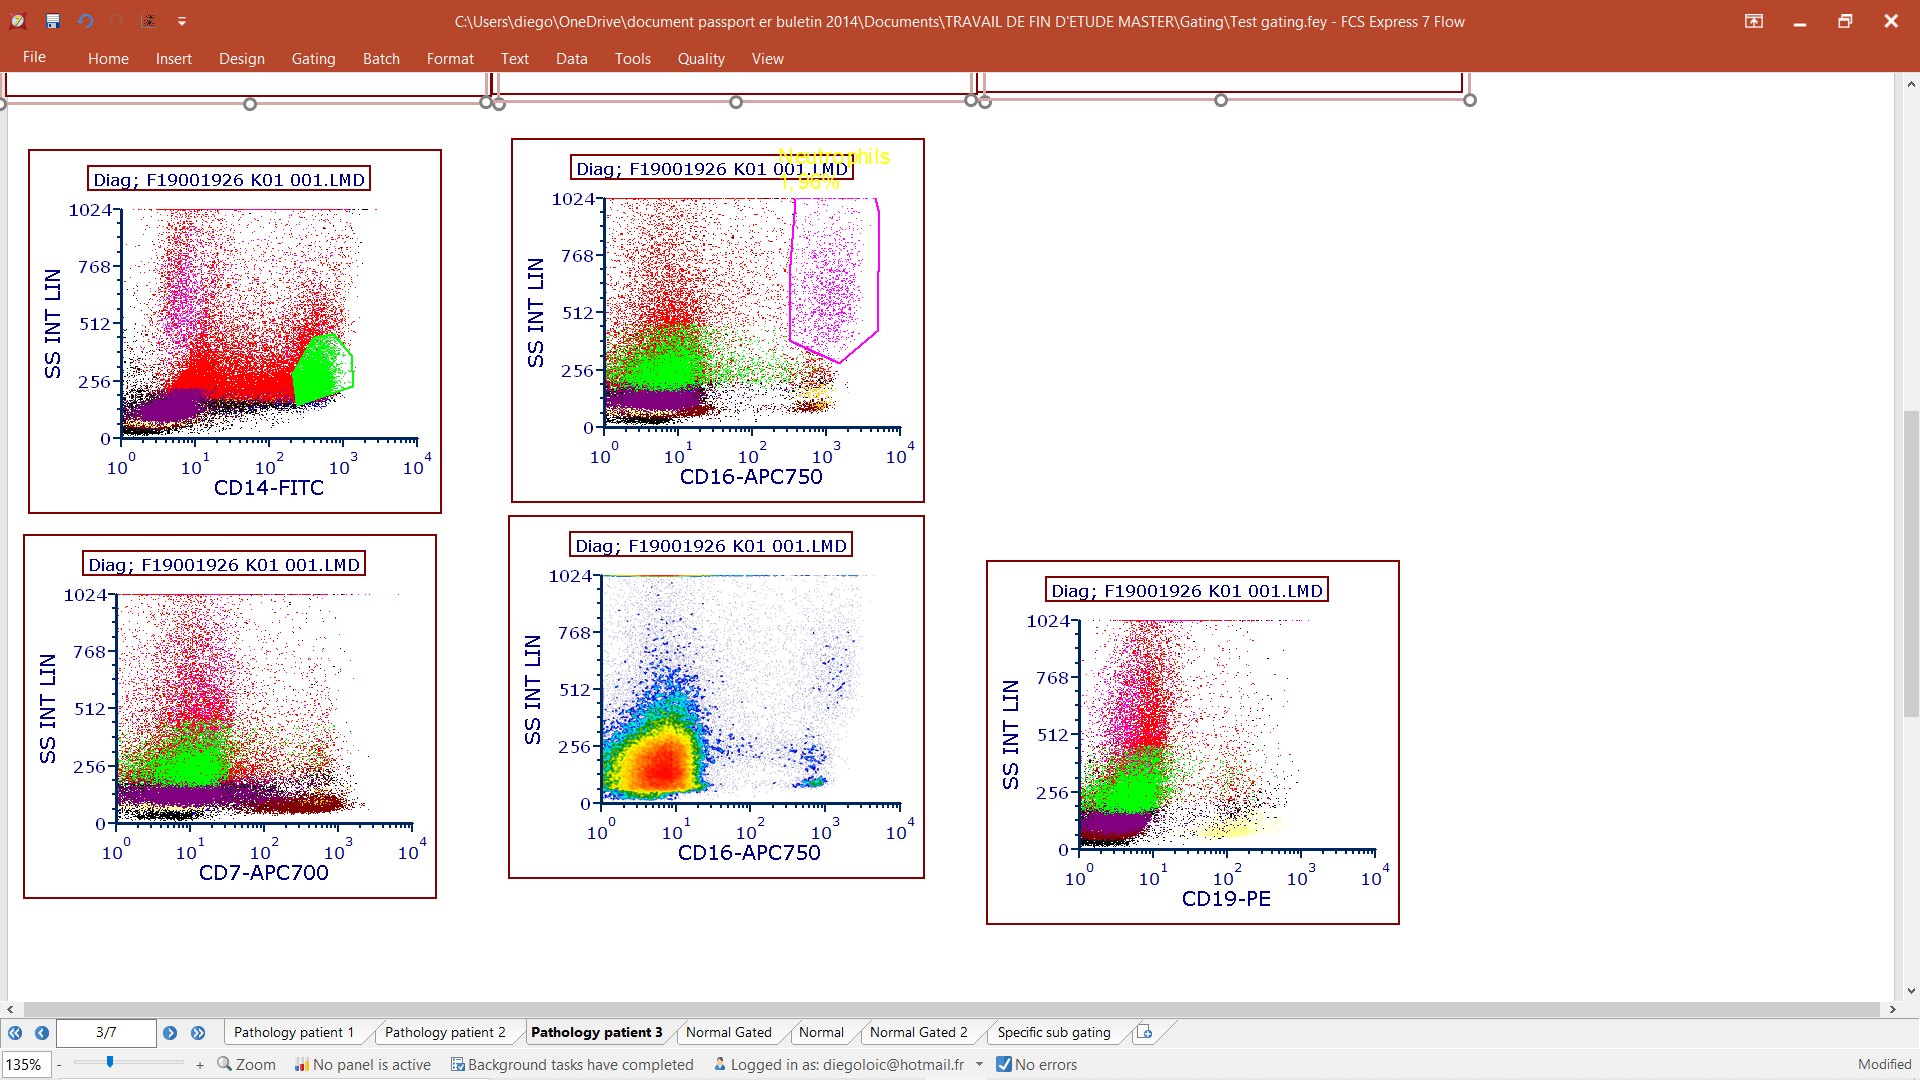 C:\Users\diego\OneDrive\document passport er buletin 2014\Documents\TRAVAIL DE FIN D'ETUDE MASTER\Gating\Test gating.fey - FCS Express 7 Flow
File Home Insert Design Gating Batch Format Text Data Tools Quality View
Diag; F19001926 K01 001.LMD
1024
768
512
256
0
SS INT LIN
10^0 10^1 10^2 10^3 10^4
CD14-FITC
Neutrophils
1,96%
Diag; F19001926 K01 001.LMD
1024
768
512
256
0
SS INT LIN
10^0 10^1 10^2 10^3 10^4
CD16-APC750
Diag; F19001926 K01 001.LMD
1024
768
512
256
0
SS INT LIN
10^0 10^1 10^2 10^3 10^4
CD7-APC700
Diag; F19001926 K01 001.LMD
1024
768
512
256
0
SS INT LIN
10^0 10^1 10^2 10^3 10^4
CD16-APC750
Diag; F19001926 K01 001.LMD
1024
768
512
256
0
SS INT LIN
10^0 10^1 10^2 10^3 10^4
CD19-PE
3/7 Pathology patient 1 Pathology patient 2 Pathology patient 3 Normal Gated Normal Normal Gated 2 Specific sub gating
135% - + Zoom No panel is active Background tasks have completed Logged in as: diegoloic@hotmail.fr No errors Modified